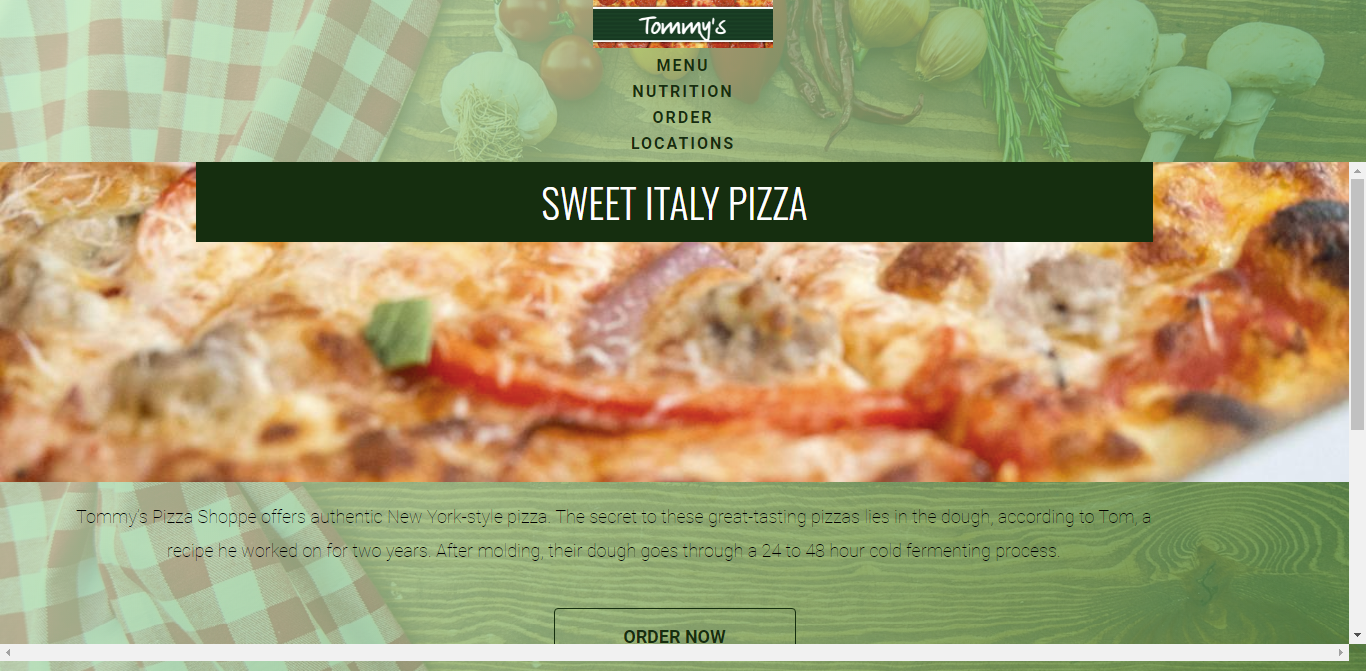 Tommy's
MENU
NUTRITION
ORDER
LOCATIONS
SWEET ITALY PIZZA
Tommy's Pizza Shoppe offers authentic New York-style pizza. The secret to these great-tasting pizzas lies in the dough, according to Tom, a
recipe he worked on for two years. After molding, their dough goes through a 24 to 48 hour cold fermenting process.
ORDER NOW